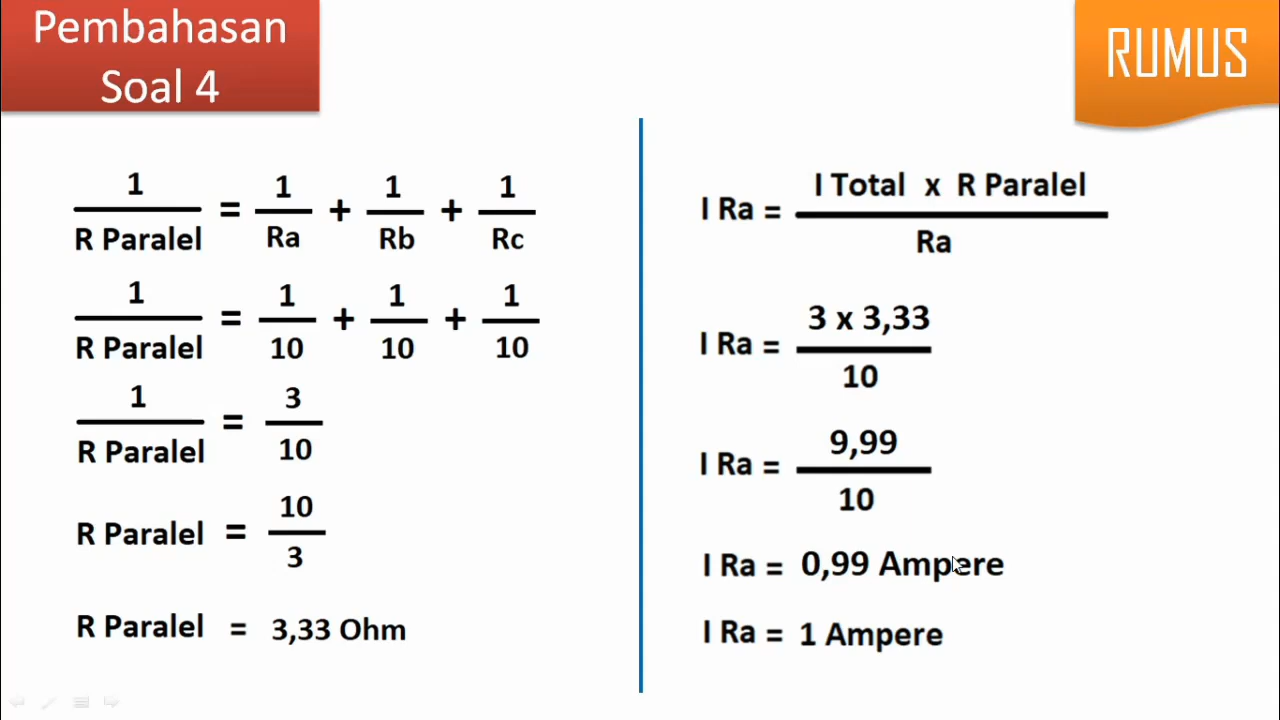 Pembahasan
Soal 4
RUMUS
1 / R Paralel = 1 / Ra + 1 / Rb + 1 / Rc
1 / R Paralel = 1 / 10 + 1 / 10 + 1 / 10
1 / R Paralel = 3 / 10
R Paralel = 10 / 3
R Paralel = 3,33 Ohm
I Ra = I Total x R Paralel / Ra
I Ra = 3 x 3,33 / 10
I Ra = 9,99 / 10
I Ra = 0,99 Ampere
I Ra = 1 Ampere